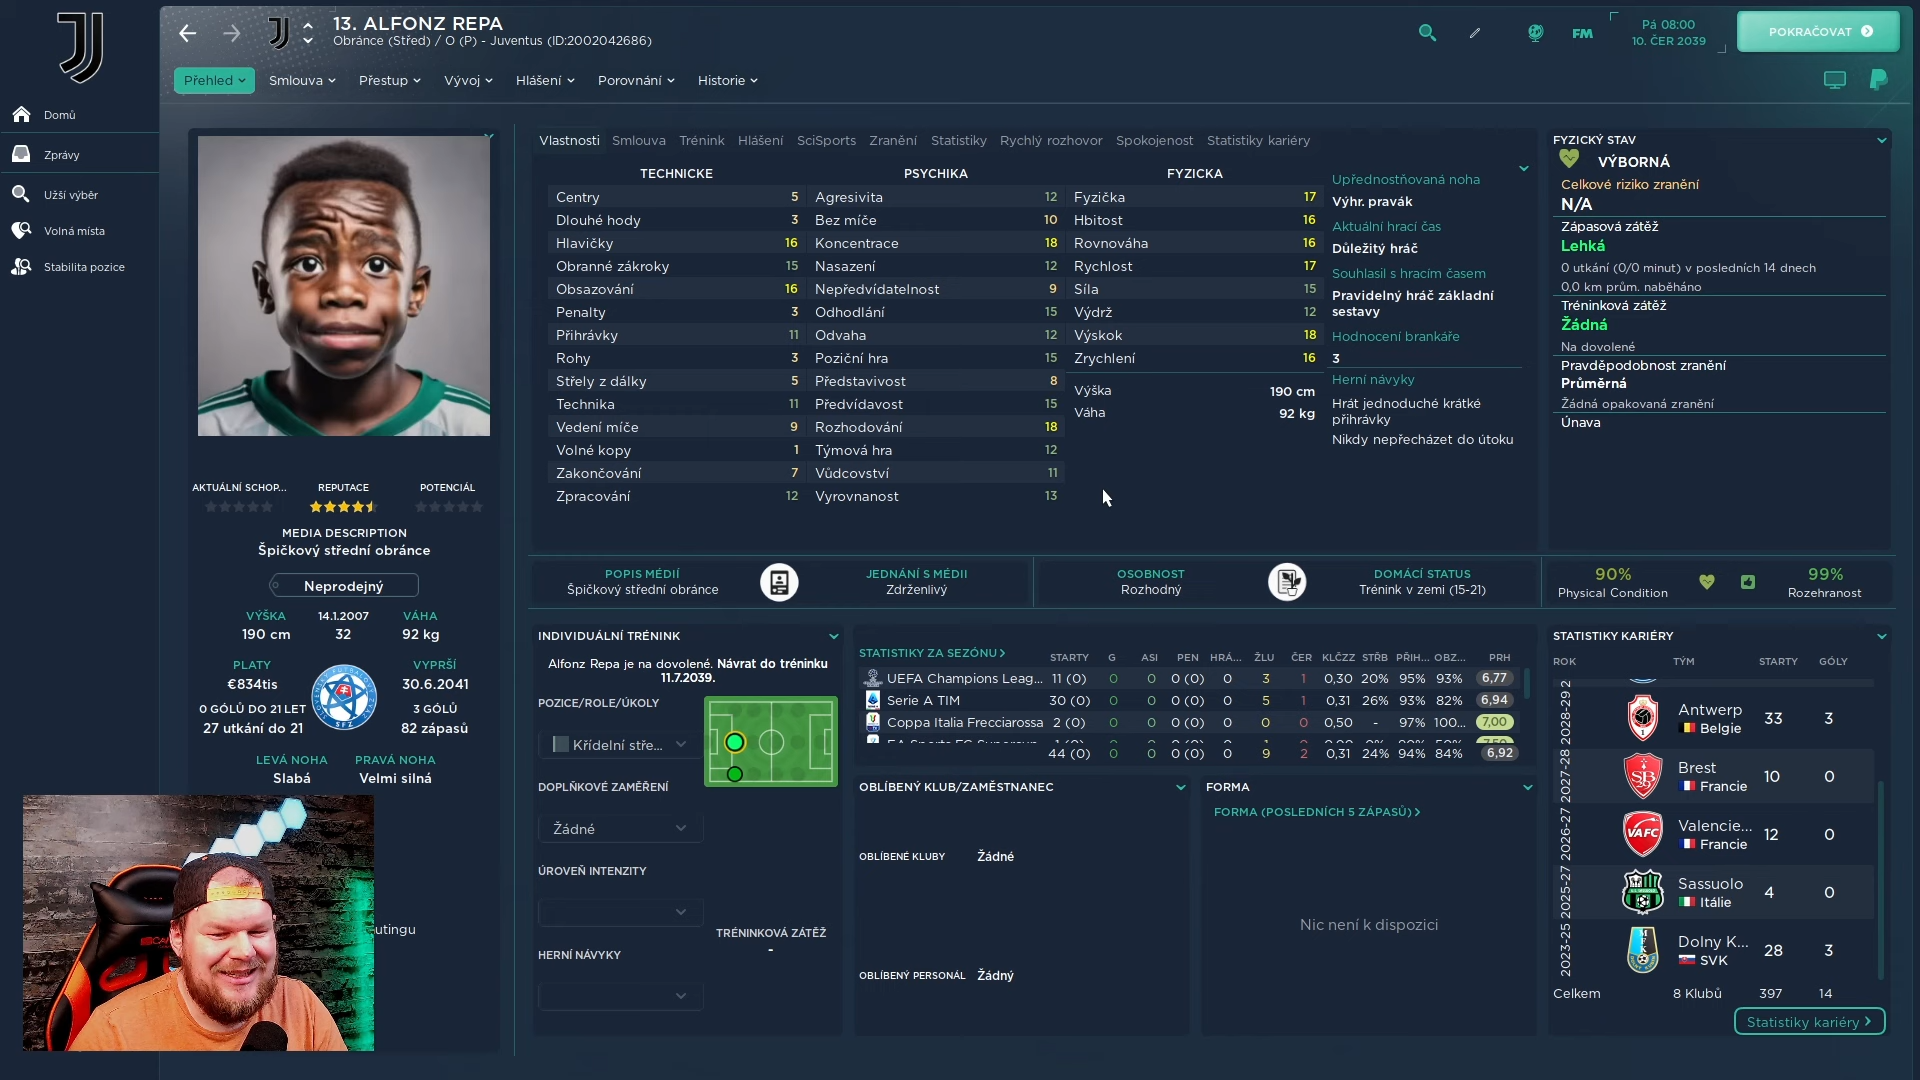 13. ALFONZ REPA
Obránce (Střed) / O (P) - Juventus (ID:2002042686)
FM
Pá 08:00
10. ČER 2039
POKRAČOVAT
Domů
Zprávy
Užší výběr
Volná místa
Stabilita pozice
Přehled
Smlouva
Přestup
Vývoj
Hlášení
Porovnání
Historie
AKTUÁLNÍ SCHOP...
REPUTACE
POTENCIÁL
MEDIA DESCRIPTION
Špičkový střední obránce
Neprodejný
VÝŠKA 14.1.2007 VÁHA
190 cm 32 92 kg
PLATY VYPRŠÍ
€834tis 30.6.2041
0 GÓLŮ DO 21 LET 3 GÓLŮ
27 utkání do 21 82 zápasů
SFZ
LEVÁ NOHA PRAVÁ NOHA
Slabá Velmi silná
utingu
Vlastnosti Smlouva Trénink Hlášení SciSports Zranění Statistiky Rychlý rozhovor Spokojenost Statistiky kariéry
TECHNICKE
Centry 5
Dlouhé hody 3
Hlavičky 16
Obranné zákroky 15
Obsazování 16
Penalty 3
Přihrávky 11
Rohy 3
Střely z dálky 5
Technika 11
Vedení míče 9
Volné kopy 1
Zakončování 7
Zpracování 12
PSYCHIKA
Agresivita 12
Bez míče 10
Koncentrace 18
Nasazení 12
Nepředvídatelnost 9
Odhodlání 15
Odvaha 12
Poziční hra 15
Představivost 8
Předvídavost 15
Rozhodování 18
Týmová hra 12
Vůdcovství 11
Vyrovnanost 13
FYZICKA
Fyzička 17
Hbitost 16
Rovnováha 16
Rychlost 17
Síla 15
Výdrž 12
Výskok 18
Zrychlení 16
Výška 190 cm
Váha 92 kg
Upřednostňovaná noha
Výhr. pravák
Aktuální hrací čas
Důležitý hráč
Souhlasil s hracím časem
Pravidelný hráč základní
sestavy
Hodnocení brankáře
3
Herní návyky
Hrát jednoduché krátké
přihrávky
Nikdy nepřecházet do útoku
FYZICKÝ STAV
VÝBORNÁ
Celkové riziko zranění
N/A
Zápasová zátěž
Lehká
0 utkání (0/0 minut) v posledních 14 dnech
0,0 km prům. naběháno
Tréninková zátěž
Žádná
Na dovolené
Pravděpodobnost zranění
Průměrná
Žádná opakovaná zranění
Únava
POPIS MÉDIÍ
Špičkový střední obránce
JEDNÁNÍ S MÉDII
Zdrženlivý
OSOBNOST
Rozhodný
DOMÁCÍ STATUS
Trénink v zemi (15-21)
90%
Physical Condition
99%
Rozehranost
INDIVIDUÁLNÍ TRÉNINK
Alfonz Repa je na dovolené. Návrat do tréninku
11.7.2039.
POZICE/ROLE/ÚKOLY
Křídelní stře...
DOPLŇKOVÉ ZAMĚŘENÍ
Žádné
ÚROVEŇ INTENZITY
HERNÍ NÁVYKY
TRÉNINKOVÁ ZÁTĚŽ
-
STATISTIKY ZA SEZÓNU STARTY G ASI PEN HRÁ... ŽLU ČER KLČZZ STŘB PŘIH... OBZ... PRH
UEFA Champions Leag... 11 (0) 0 0 0 (0) 0 3 1 0,30 20% 95% 93% 6,77
Serie A TIM 30 (0) 0 0 0 (0) 0 5 1 0,31 26% 93% 82% 6,94
Coppa Italia Frecciarossa 2 (0) 0 0 0 (0) 0 0 0 0,50 - 97% 100... 7,00
44 (0) 0 0 0 (0) 0 9 2 0,31 24% 94% 84% 6,92
OBLÍBENÝ KLUB/ZAMĚSTNANEC
OBLÍBENÉ KLUBY Žádné
OBLÍBENÝ PERSONÁL Žádný
FORMA
FORMA (POSLEDNÍCH 5 ZÁPASŮ)
Nic není k dispozici
STATISTIKY KARIÉRY
ROK TÝM STARTY GÓLY
2028-29 Antwerp 33 3
Belgie
2027-28 Brest 10 0
Francie
2026-27 Valencie... 12 0
Francie
2025-27 Sassuolo 4 0
Itálie
2023-25 Dolny K... 28 3
SVK
Celkem 8 Klubů 397 14
Statistiky kariéry